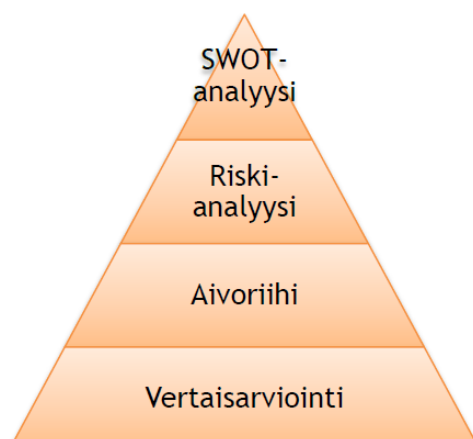 SWOT-
analyysi
Riski-
analyysi
Aivoriihi
Vertaisarviointi